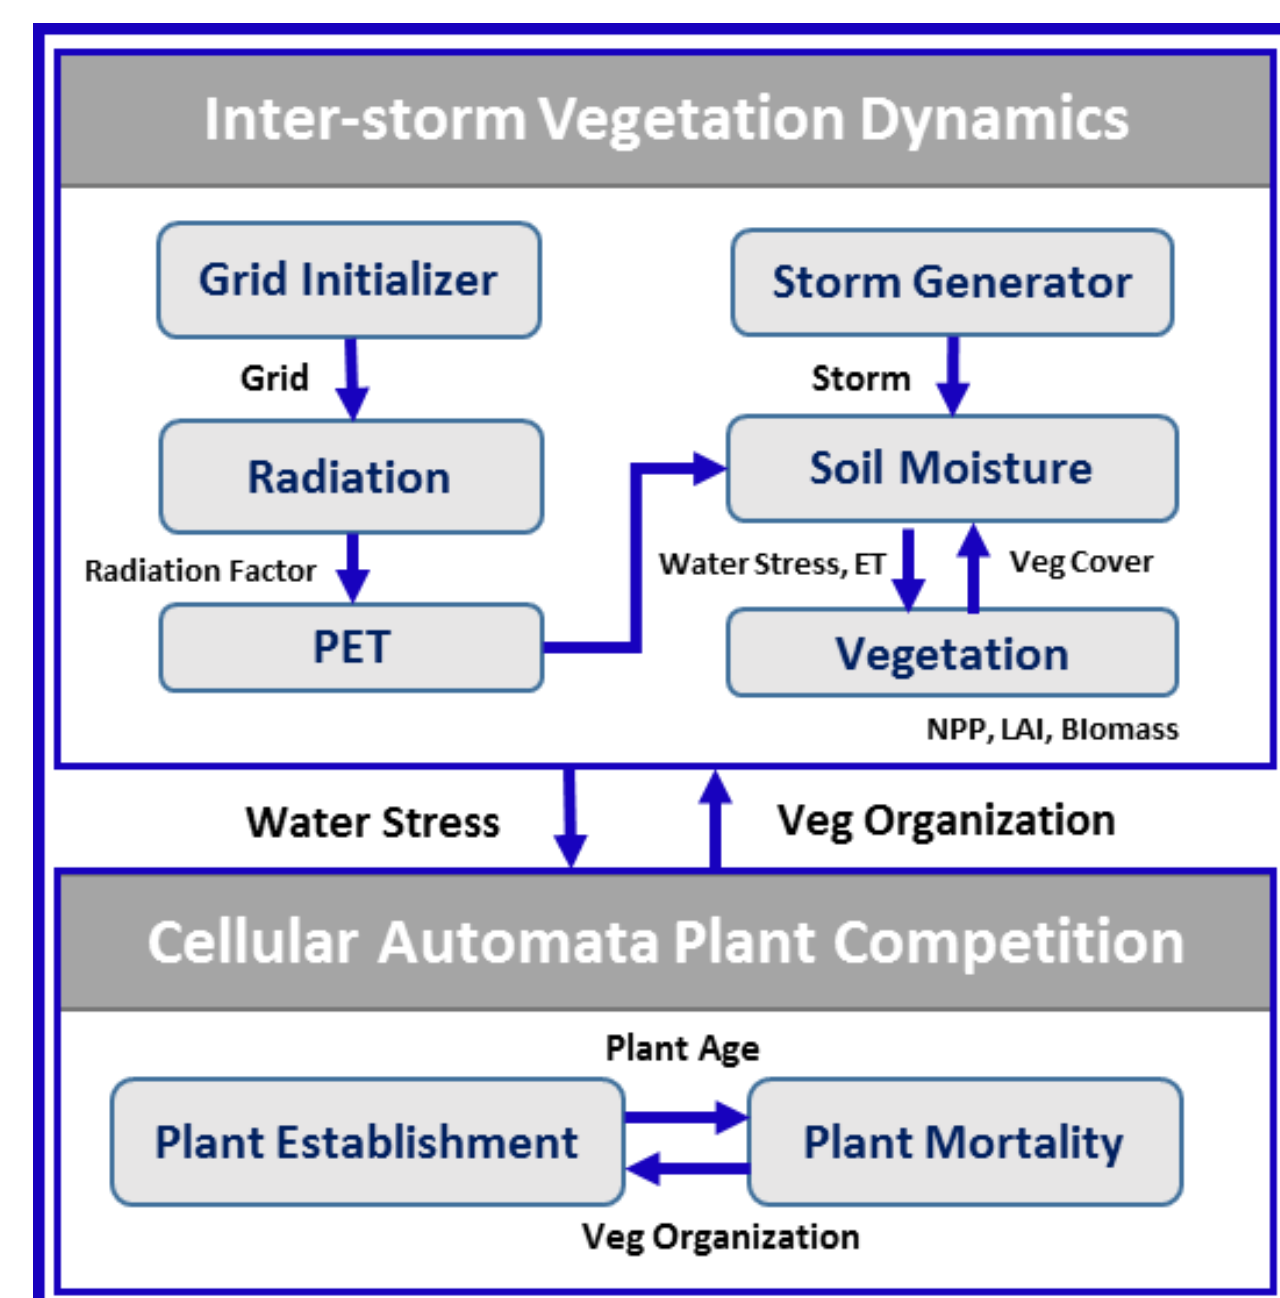 Inter-storm Vegetation Dynamics
Grid Initializer
Storm Generator
Grid
Storm
Radiation
Soil Moisture
Radiation Factor
Water Stress, ET
Veg Cover
PET
Vegetation
NPP, LAI, BIomass
Water Stress
Veg Organization
Cellular Automata Plant Competition
Plant Age
Plant Establishment
Plant Mortality
Veg Organization